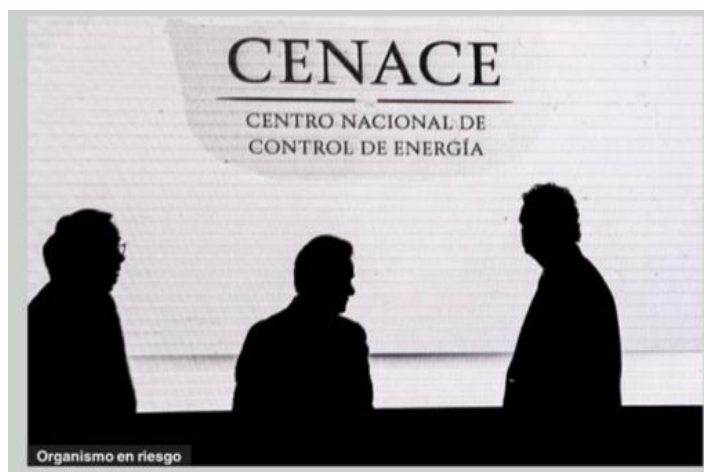 CENACE
CENTRO NACIONAL DE
CONTROL DE ENERGÍA
Organismo en riesgo